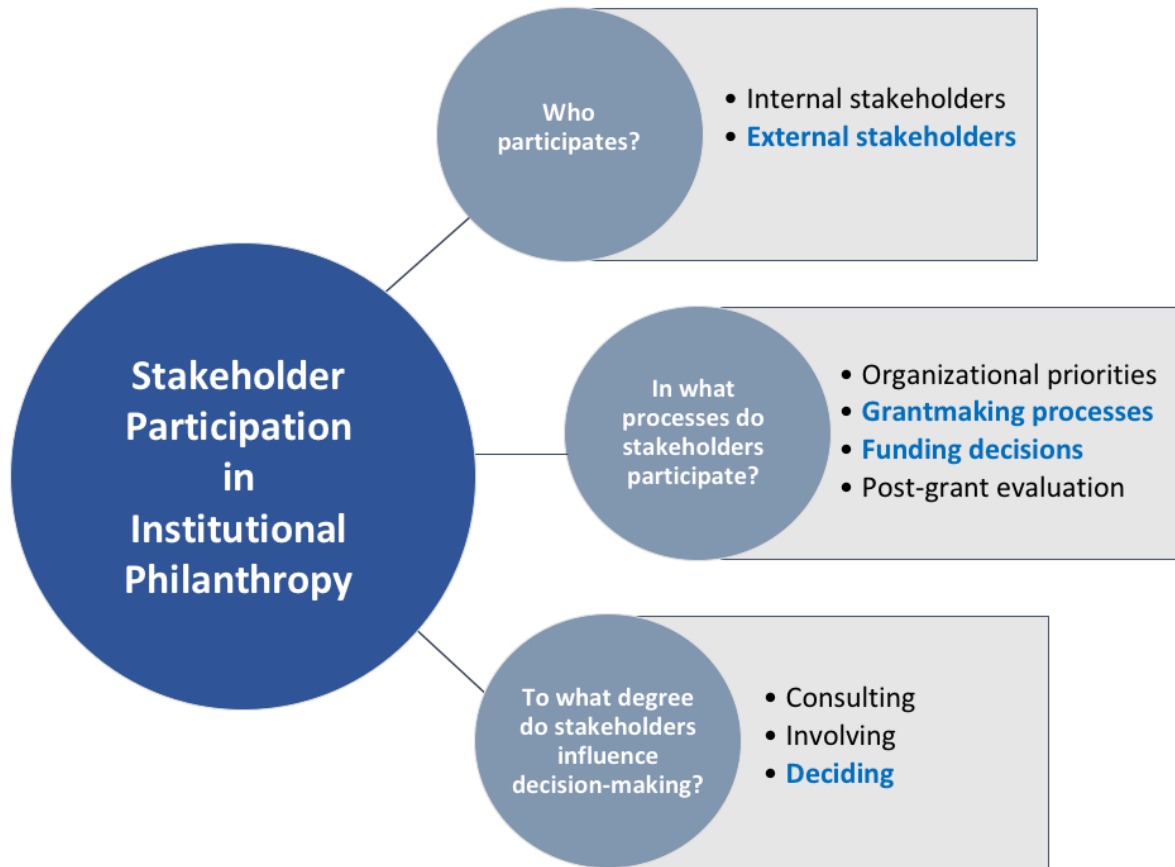 Who
participates?
• Internal stakeholders
• External stakeholders
Stakeholder
Participation
in
Institutional
Philanthropy
In what
processes do
stakeholders
participate?
• Organizational priorities
• Grantmaking processes
• Funding decisions
• Post-grant evaluation
To what degree
do stakeholders
influence
decision-making?
• Consulting
• Involving
• Deciding